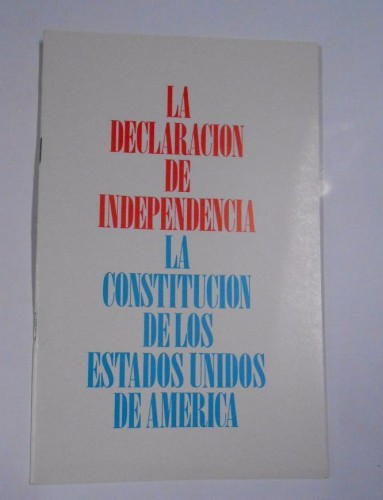 LA
DECLARACION
DE
INDEPENDENCIA
LA
CONSTITUCION
DE LOS
ESTADOS UNIDOS
DE AMERICA